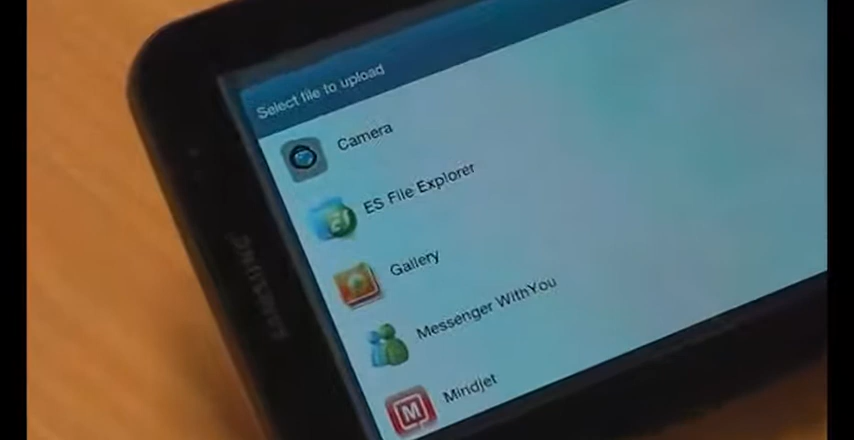 Select file to upload
Camera
ES File Explorer
Gallery
Messenger WithYou
Mindjet
SAMSUNG